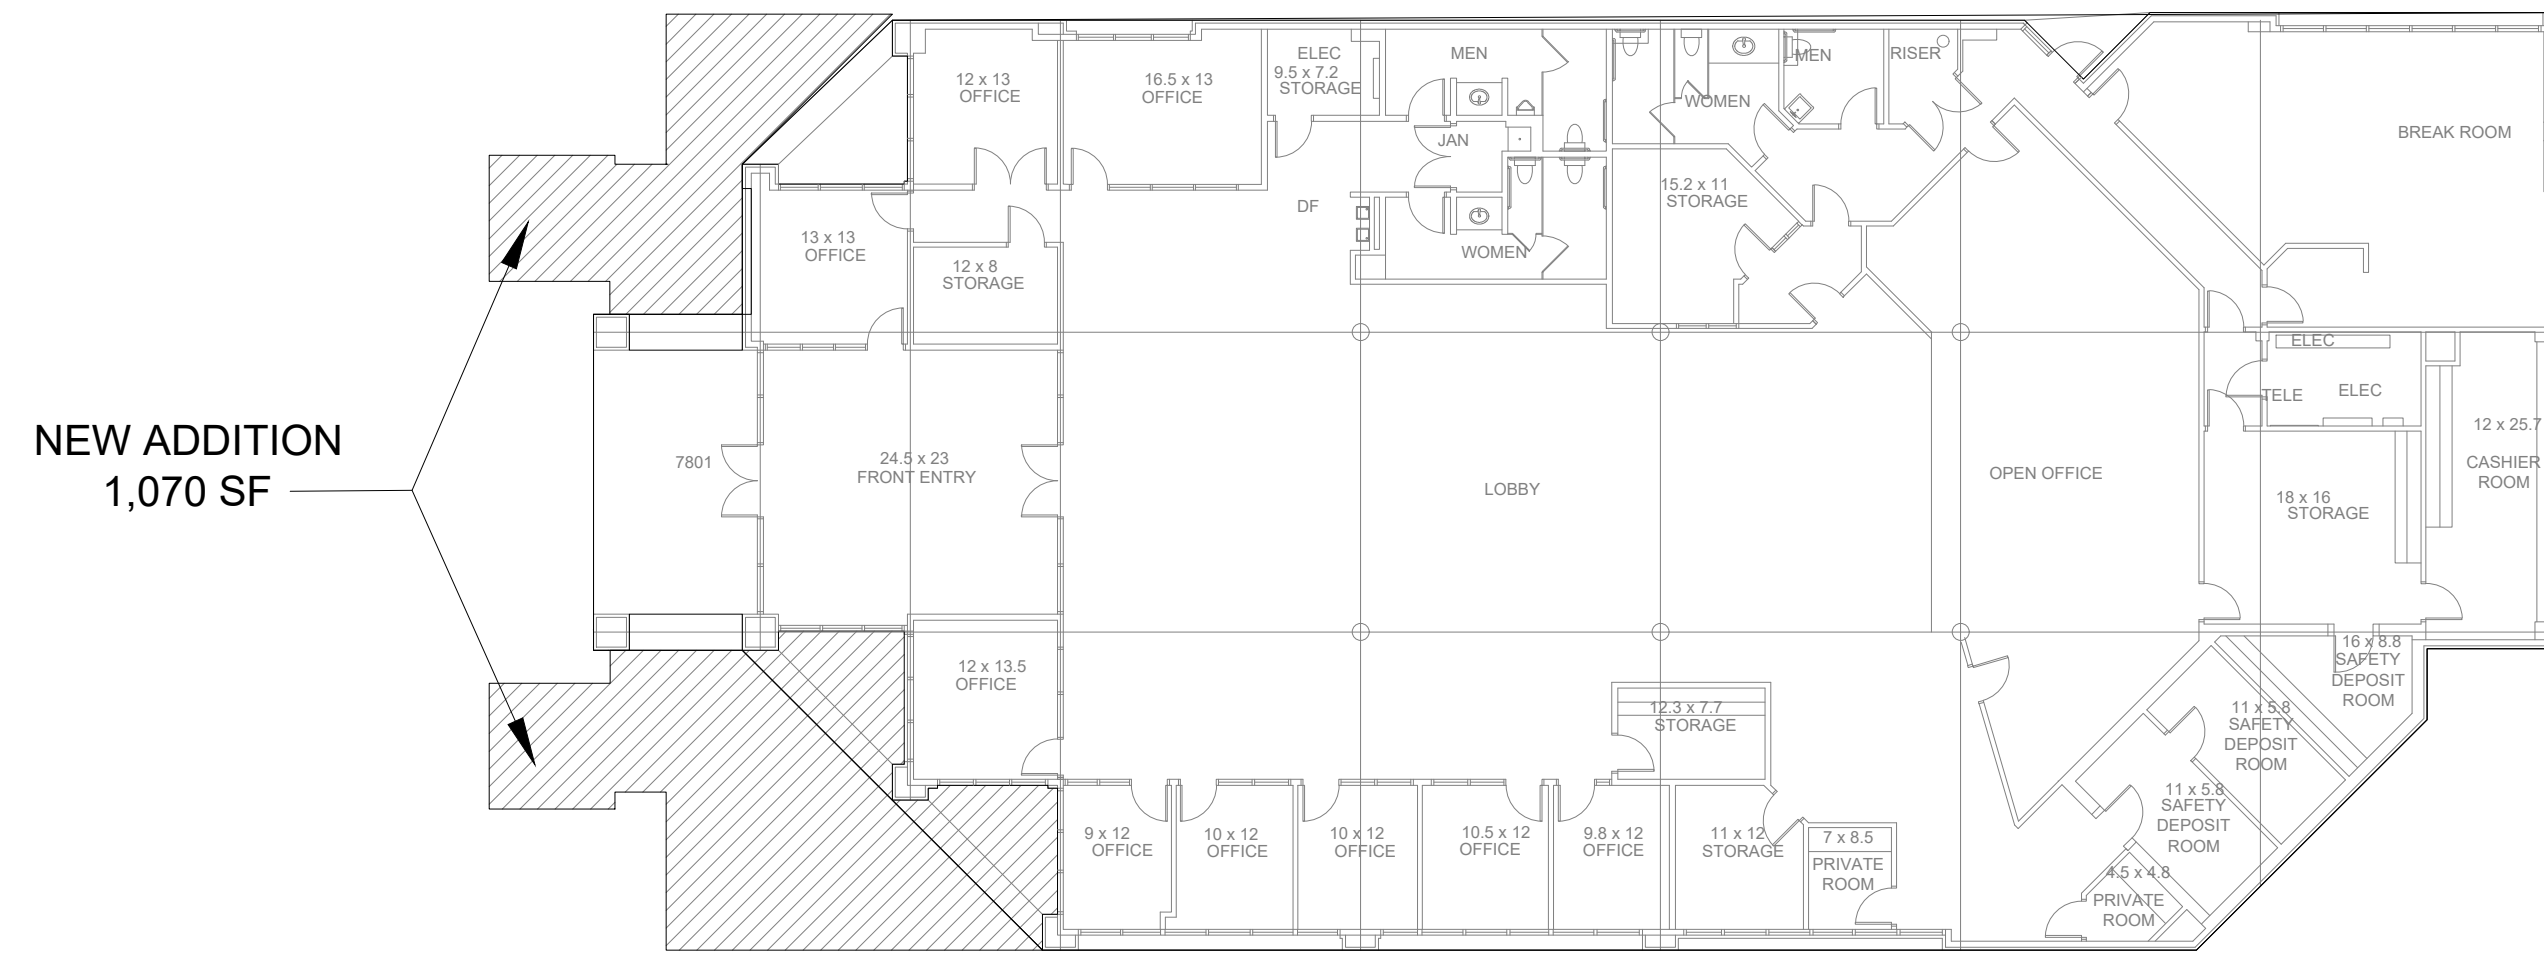 NEW ADDITION
1,070 SF
12 x 13
OFFICE
16.5 x 13
OFFICE
ELEC
9.5 x 7.2
STORAGE
MEN
JAN
WOMEN
DF
WOMEN
MEN
RISER
15.2 x 11
STORAGE
BREAK ROOM
13 x 13
OFFICE
12 x 8
STORAGE
7801
24.5 x 23
FRONT ENTRY
LOBBY
OPEN OFFICE
ELEC
TELE
ELEC
12 x 25.7
CASHIER
ROOM
18 x 16
STORAGE
12 x 13.5
OFFICE
12.3 x 7.7
STORAGE
16 x 8.8
SAFETY
DEPOSIT
ROOM
11 x 5.8
SAFETY
DEPOSIT
ROOM
11 x 5.8
SAFETY
DEPOSIT
ROOM
4.5 x 4.8
PRIVATE
ROOM
9 x 12
OFFICE
10 x 12
OFFICE
10 x 12
OFFICE
10.5 x 12
OFFICE
9.8 x 12
OFFICE
11 x 12
STORAGE
7 x 8.5
PRIVATE
ROOM